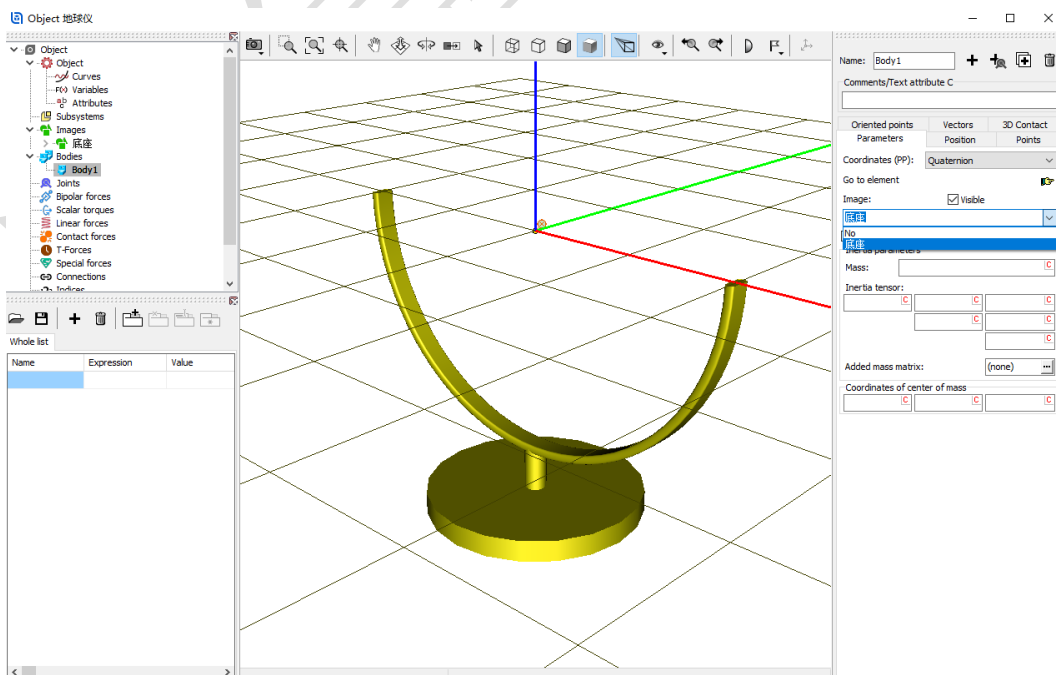 Object 地球仪
Object
Object
Curves
F(x) Variables
Attributes
Subsystems
Images
底座
Bodies
Body1
Joints
Bipolar forces
Scalar torques
Linear forces
Contact forces
T-Forces
Special forces
Connections
Indices
Whole list
Name Expression Value
Name: Body1
Comments/Text attribute C
Oriented points Vectors 3D Contact
Parameters Position Points
Coordinates (PP): Quaternion
Go to element
Image: Visible
底座
No
底座
Inertia parameters
Mass: C
Inertia tensor:
C C C
C C
C
Added mass matrix: (none) ...
Coordinates of center of mass
C C C